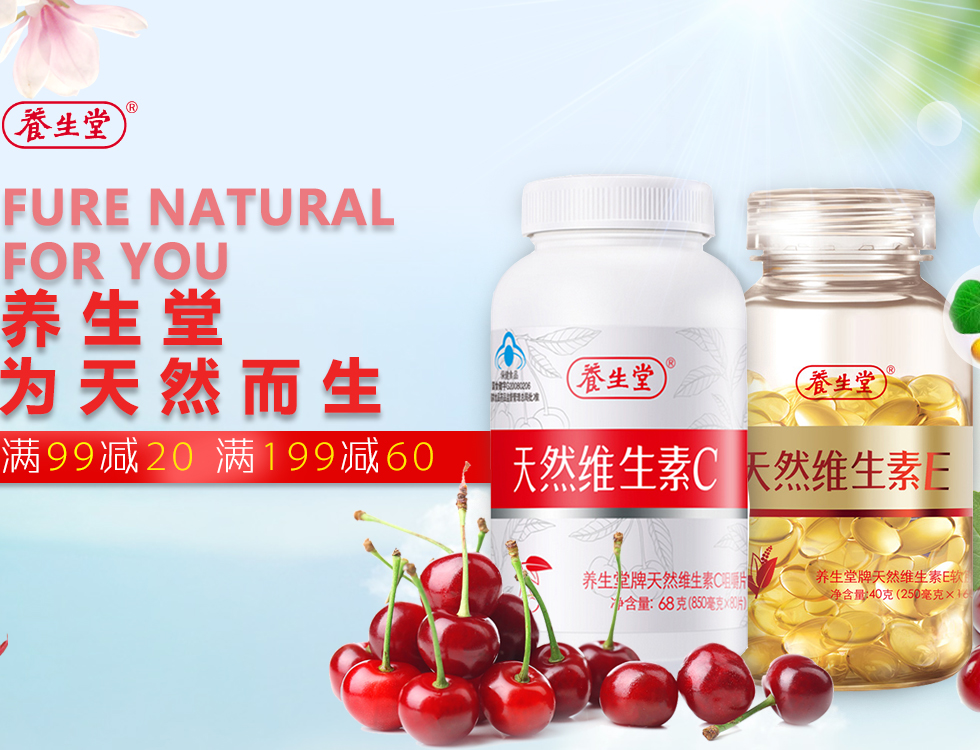 養生堂®
FURE NATURAL
FOR YOU
养生堂
为天然而生
满99减20 满199减60
保健食品
養生堂®
天然维生素C
养生堂牌天然维生素C咀嚼片
净含量: 68克(850毫克×80片)
養生堂®
天然维生素E
养生堂牌天然维生素E软
净含量:40克(250毫克×16